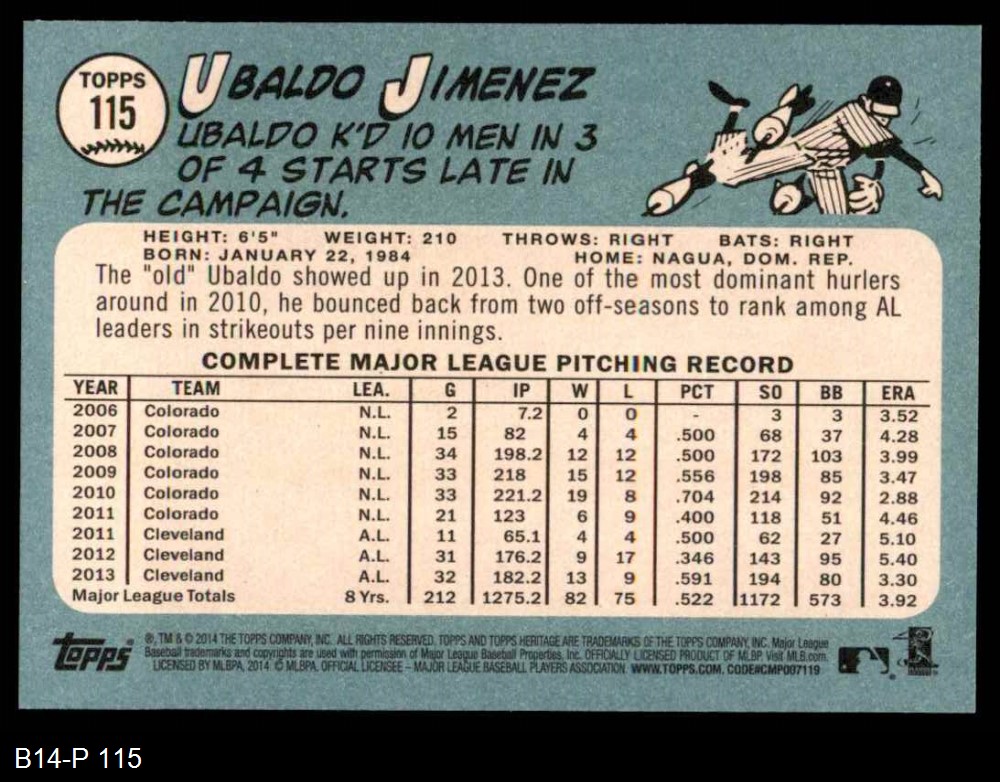 TOPPS
115
UBALDO JIMENEZ
UBALDO K'D 10 MEN IN 3
OF 4 STARTS LATE IN
THE CAMPAIGN.
HEIGHT: 6'5" WEIGHT: 210 THROWS: RIGHT BATS: RIGHT
BORN: JANUARY 22, 1984 HOME: NAGUA, DOM. REP.
The "old" Ubaldo showed up in 2013. One of the most dominant hurlers
around in 2010, he bounced back from two off-seasons to rank among AL
leaders in strikeouts per nine innings.
COMPLETE MAJOR LEAGUE PITCHING RECORD
YEAR TEAM LEA. G IP W L PCT SO BB ERA
2006 Colorado N.L. 2 7.2 0 0 - 3 3 3.52
2007 Colorado N.L. 15 82 4 4 .500 68 37 4.28
2008 Colorado N.L. 34 198.2 12 12 .500 172 103 3.99
2009 Colorado N.L. 33 218 15 12 .556 198 85 3.47
2010 Colorado N.L. 33 221.2 19 8 .704 214 92 2.88
2011 Colorado N.L. 21 123 6 9 .400 118 51 4.46
2011 Cleveland A.L. 11 65.1 4 4 .500 62 27 5.10
2012 Cleveland A.L. 31 176.2 9 17 .346 143 95 5.40
2013 Cleveland A.L. 32 182.2 13 9 .591 194 80 3.30
Major League Totals 8 Yrs. 212 1275.2 82 75 .522 1172 573 3.92
topps
®, TM & © 2014 THE TOPPS COMPANY, INC. ALL RIGHTS RESERVED. TOPPS AND TOPPS HERITAGE ARE TRADEMARKS OF THE TOPPS COMPANY, INC. Major League
Baseball trademarks and copyrights are used with permission of Major League Baseball Properties, Inc. OFFICIALLY LICENSED PRODUCT OF MLBP. Visit MLB.com.
LICENSED BY MLBPA, 2014 © MLBPA. OFFICIAL LICENSEE – MAJOR LEAGUE BASEBALL PLAYERS ASSOCIATION. WWW.TOPPS.COM. CODE#CMP007119
B14-P 115